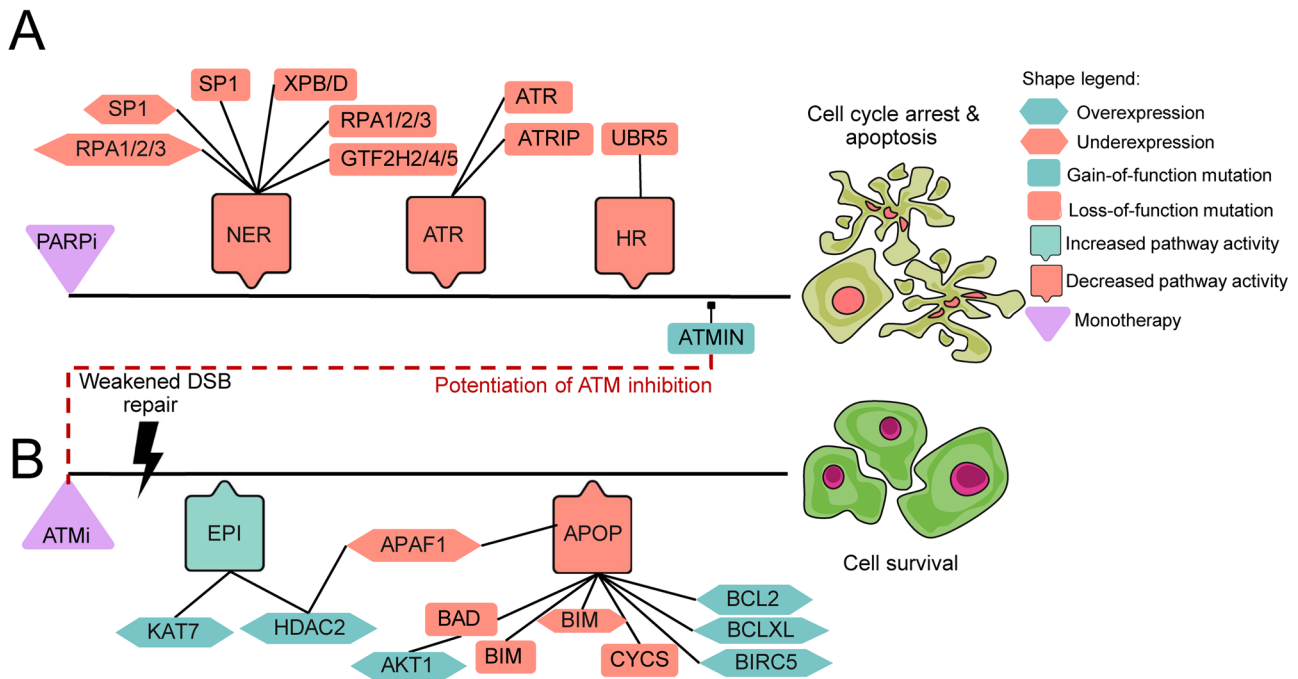 A
SP1
XPB/D
SP1
RPA1/2/3
RPA1/2/3
GTF2H2/4/5
ATR
ATRIP
UBR5
PARPi
NER
ATR
HR
ATMIN
Cell cycle arrest &
apoptosis
Shape legend:
Overexpression
Underexpression
Gain-of-function mutation
Loss-of-function mutation
Increased pathway activity
Decreased pathway activity
Monotherapy
Weakened DSB
repair
Potentiation of ATM inhibition
B
ATMi
EPI
APAF1
APOP
KAT7
HDAC2
BAD
AKT1
BIM
BIM
CYCS
BCL2
BCLXL
BIRC5
Cell survival